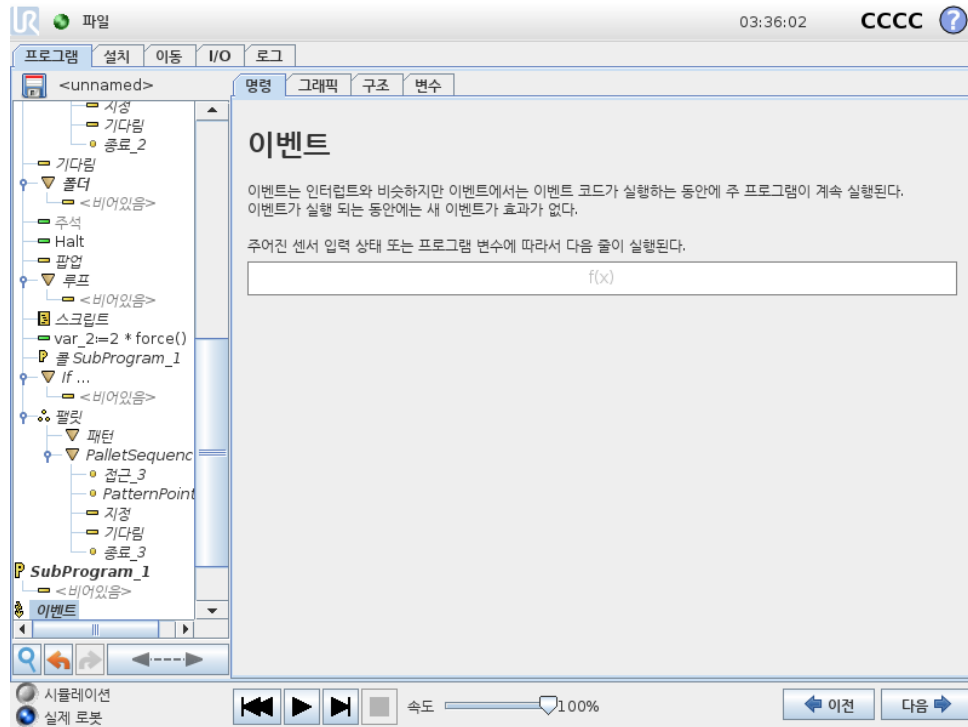 UR 파일 03:36:02 CCCC ?
프로그램 설치 이동 I/O 로그
<unnamed> 명령 그래픽 구조 변수
지정
기다림
종료_2
기다림
폴더
<비어있음>
주석
Halt
팝업
루프
<비어있음>
스크립트
var_2:=2 * force()
콜 SubProgram_1
If ...
<비어있음>
팰릿
패턴
PalletSequenc
접근_3
PatternPoint
지정
기다림
종료_3
SubProgram_1
<비어있음>
이벤트
이벤트
이벤트는 인터럽트와 비슷하지만 이벤트에서는 이벤트 코드가 실행하는 동안에 주 프로그램이 계속 실행된다.
이벤트가 실행 되는 동안에는 새 이벤트가 효과가 없다.
주어진 센서 입력 상태 또는 프로그램 변수에 따라서 다음 줄이 실행된다.
f(x)
시뮬레이션
실제 로봇
속도 100% 이전 다음